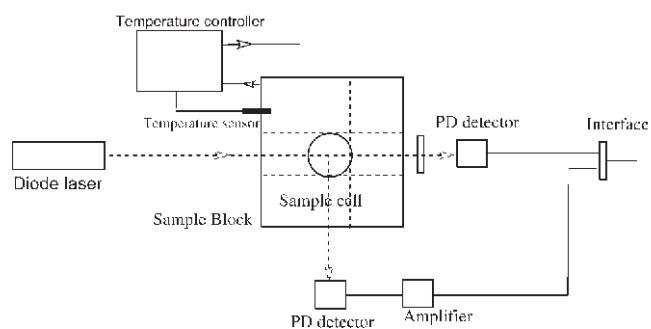 Temperature controller
Temperature sensor
PD detector
Interface
Diode laser
Sample cell
Sample Block
PD detector
Amplifier